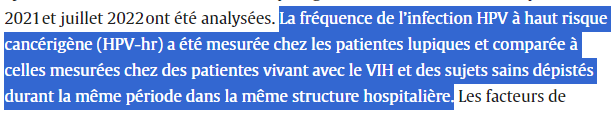 2021 et juillet 2022 ont été analysées. La fréquence de l'infection HPV à haut risque
cancérigène (HPV-hr) a été mesurée chez les patientes lupiques et comparée à
celles mesurées chez des patientes vivant avec le VIH et des sujets sains dépistés
durant la même période dans la même structure hospitalière. Les facteurs de